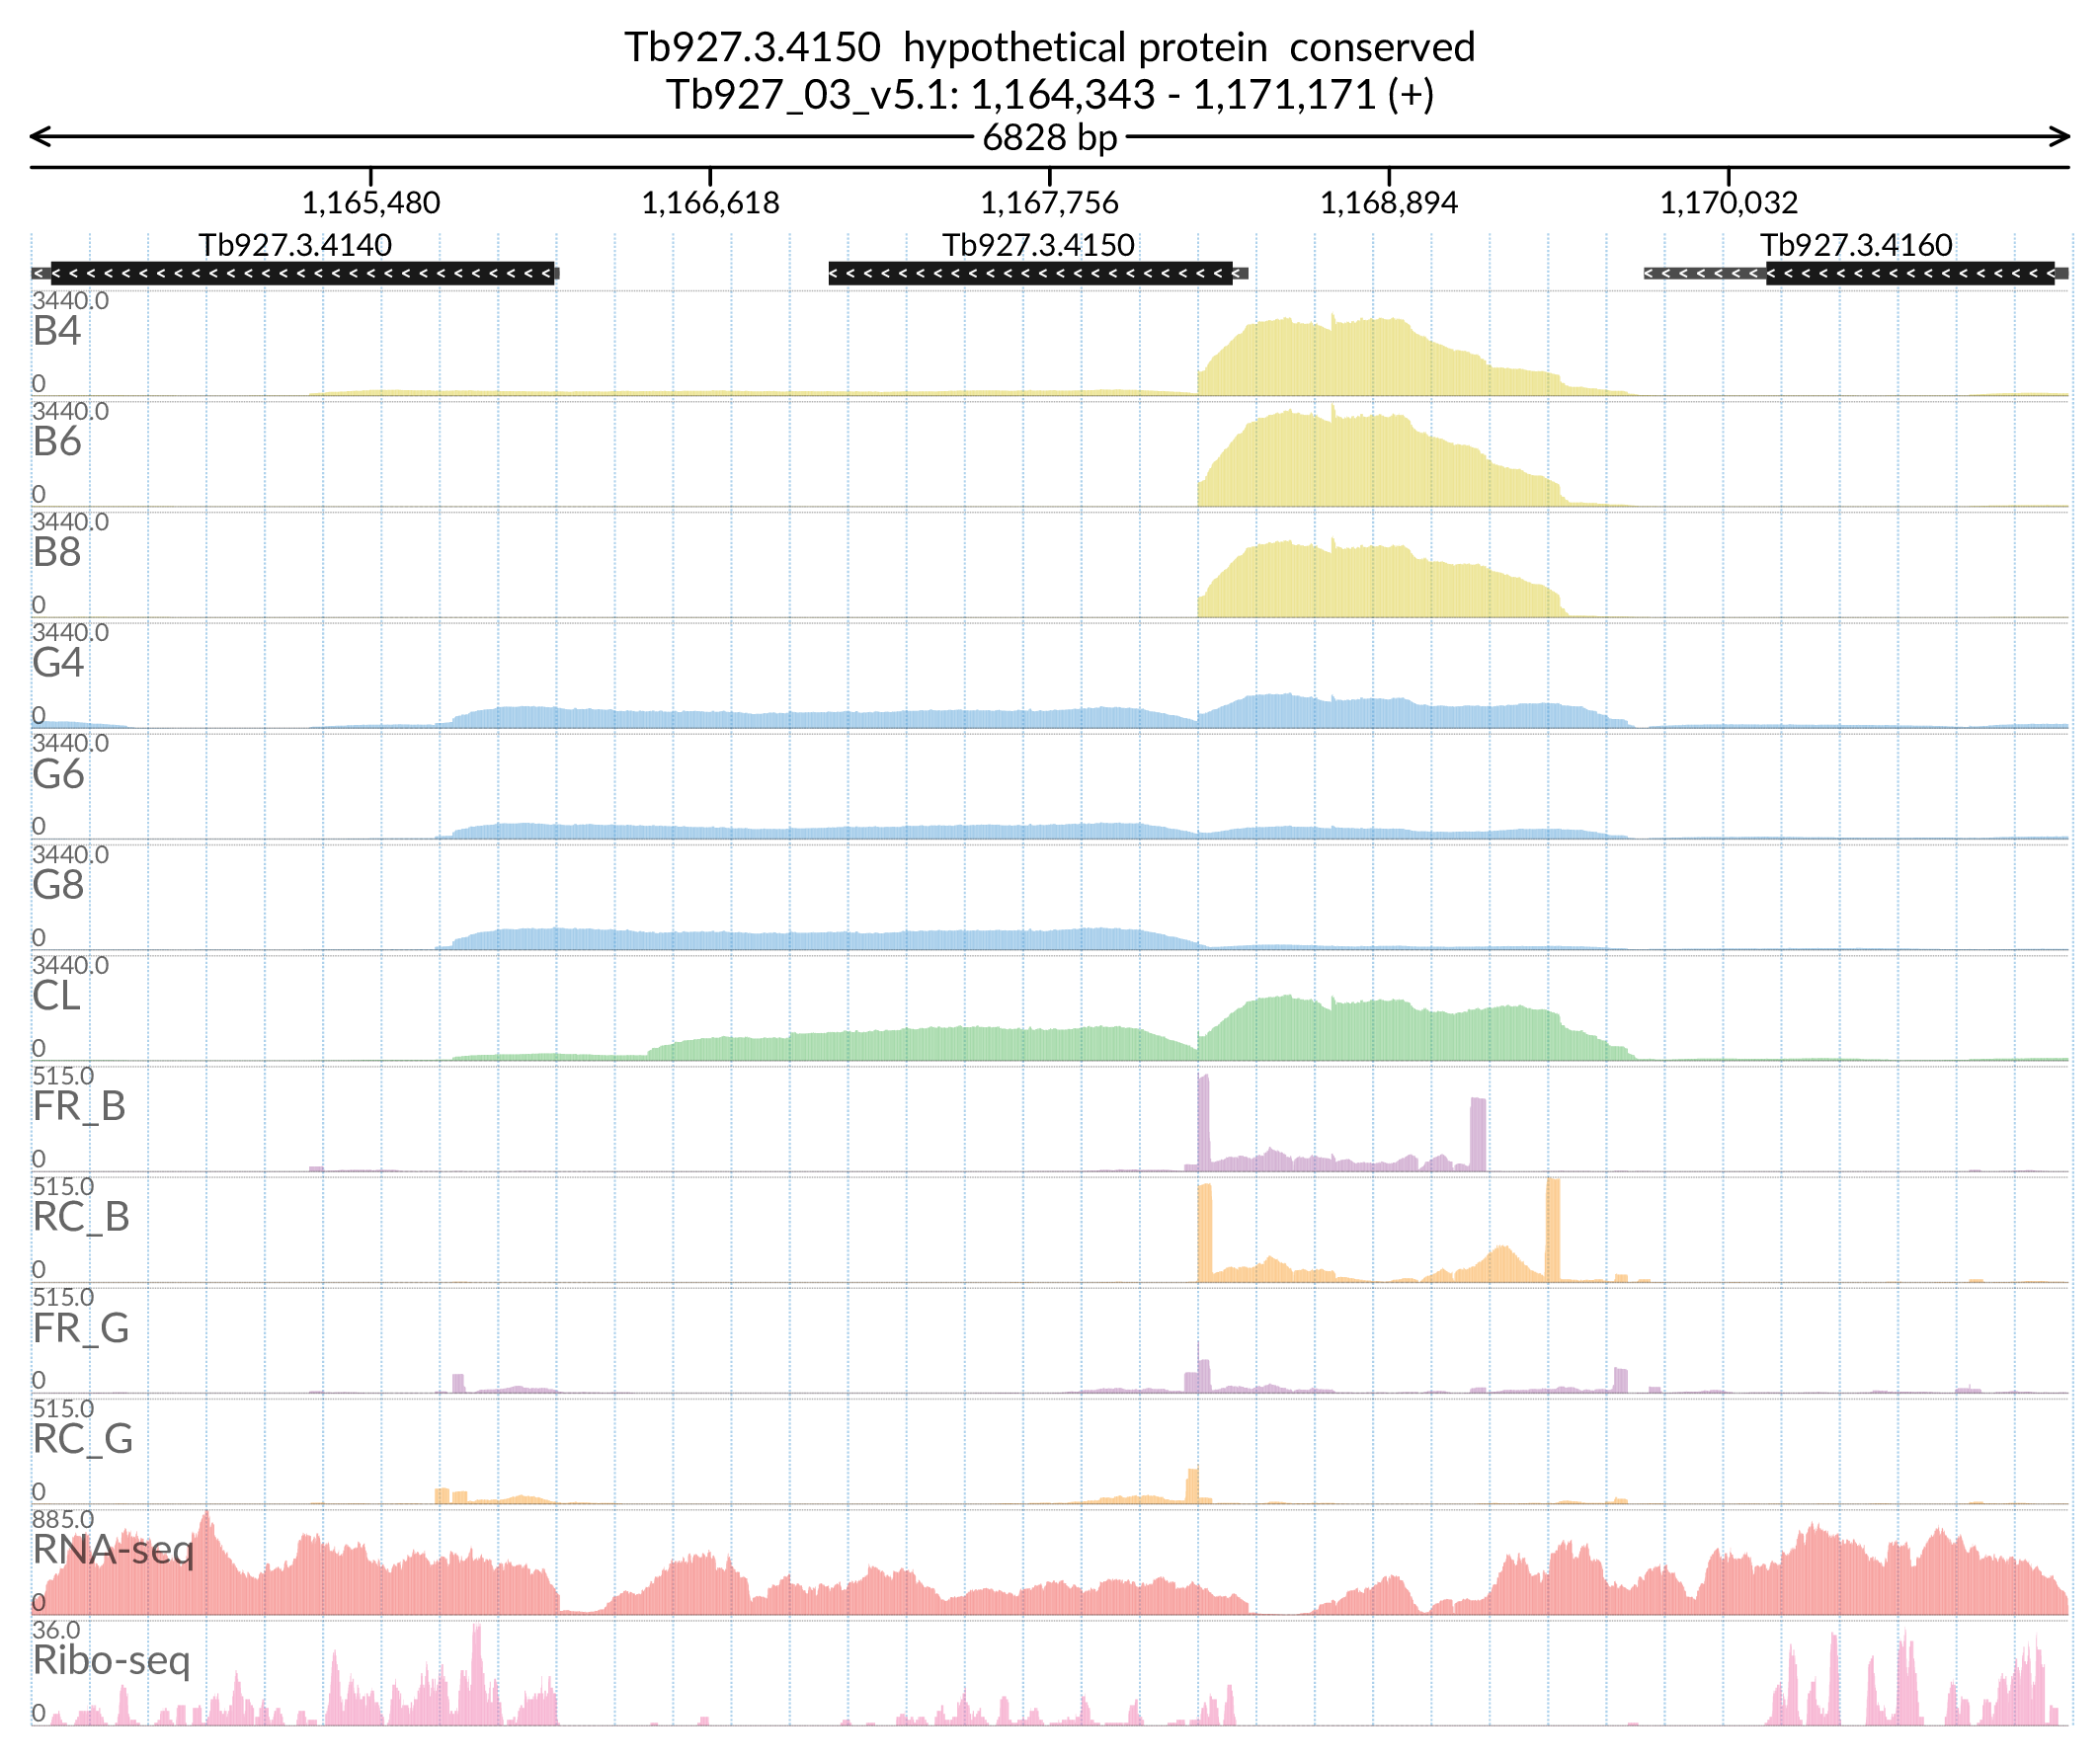 Tb927.3.4150 hypothetical protein conserved
Tb927_03_v5.1: 1,164,343 - 1,171,171 (+)
6828 bp
1,165,480 1,166,618 1,167,756 1,168,894 1,170,032
Tb927.3.4140 Tb927.3.4150 Tb927.3.4160
3440.0
B4
0
3440.0
B6
0
3440.0
B8
0
3440.0
G4
0
3440.0
G6
0
3440.0
G8
0
3440.0
CL
0
515.0
FR_B
0
515.0
RC_B
0
515.0
FR_G
0
515.0
RC_G
0
885.0
RNA-seq
0
36.0
Ribo-seq
0